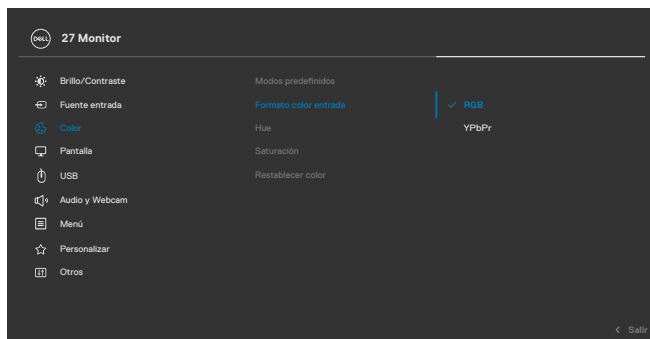 DELL 27 Monitor
Brillo/Contraste Modos predefinidos
Fuente entrada Formato color entrada RGB
Color Hue YPbPr
Pantalla Saturación
USB Restablecer color
Audio y Webcam
Menú
Personalizar
Otros
Salir